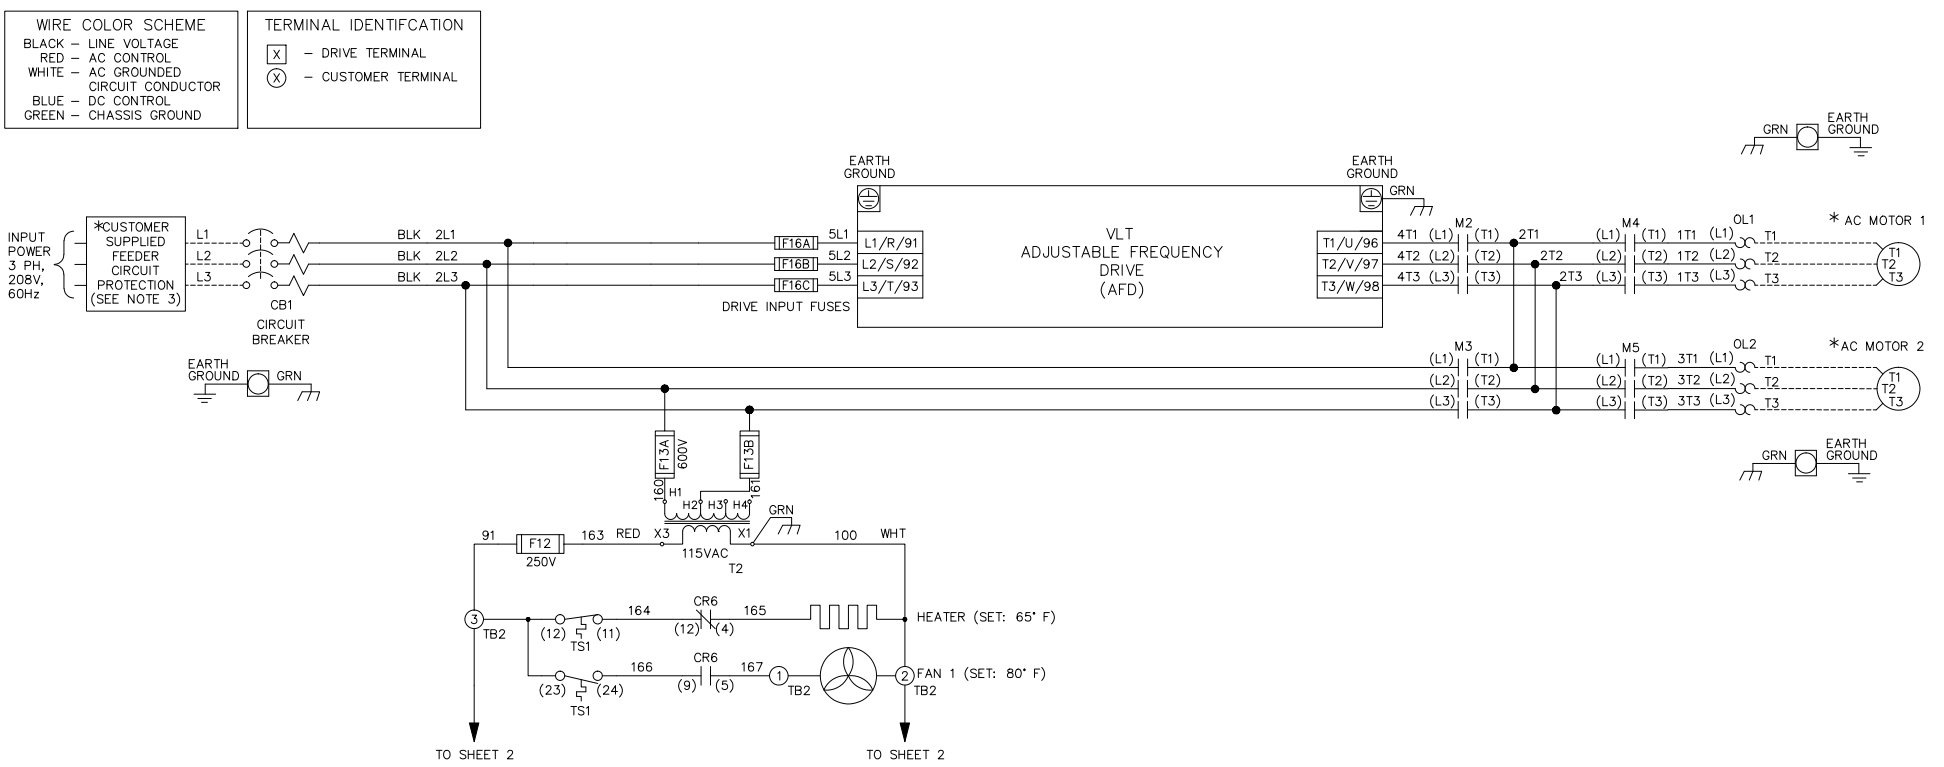 WIRE COLOR SCHEME
BLACK – LINE VOLTAGE
RED – AC CONTROL
WHITE – AC GROUNDED
CIRCUIT CONDUCTOR
BLUE – DC CONTROL
GREEN – CHASSIS GROUND
TERMINAL IDENTIFCATION
X – DRIVE TERMINAL
X – CUSTOMER TERMINAL
GRN
EARTH
GROUND
EARTH
GROUND
EARTH
GROUND
GRN
INPUT
POWER
3 PH,
208V,
60Hz
*CUSTOMER
SUPPLIED
FEEDER
CIRCUIT
PROTECTION
(SEE NOTE 3)
L1
L2
L3
CB1
CIRCUIT
BREAKER
BLK 2L1
BLK 2L2
BLK 2L3
F16A 5L1 L1/R/91
F16B 5L2 L2/S/92
F16C 5L3 L3/T/93
DRIVE INPUT FUSES
VLT
ADJUSTABLE FREQUENCY
DRIVE
(AFD)
T1/U/96 4T1 (L1) M2 (T1) 2T1 (L1) M4 (T1) 1T1 (L1) OL1 T1
T2/V/97 4T2 (L2) (T2) 2T2 (L2) (T2) 1T2 (L2) T2
T3/W/98 4T3 (L3) (T3) 2T3 (L3) (T3) 1T3 (L3) T3
* AC MOTOR 1
T1
T2
T3
EARTH
GROUND
GRN
(L1) M3 (T1) (L1) M5 (T1) 3T1 (L1) OL2 T1
(L2) (T2) (L2) (T2) 3T2 (L2) T2
(L3) (T3) (L3) (T3) 3T3 (L3) T3
* AC MOTOR 2
T1
T2
T3
GRN
EARTH
GROUND
F13A
600V
F13B
160
H1
H2
H3
H4
161
GRN
91
F12
250V
163
RED
X3
X1
115VAC
T2
100
WHT
3
TB2
(12) (11)
TS1
164
CR6
(12) (4)
165
HEATER (SET: 65° F)
(23) (24)
TS1
166
CR6
(9) (5)
167
1
TB2
2
TB2
FAN 1 (SET: 80° F)
TO SHEET 2
TO SHEET 2